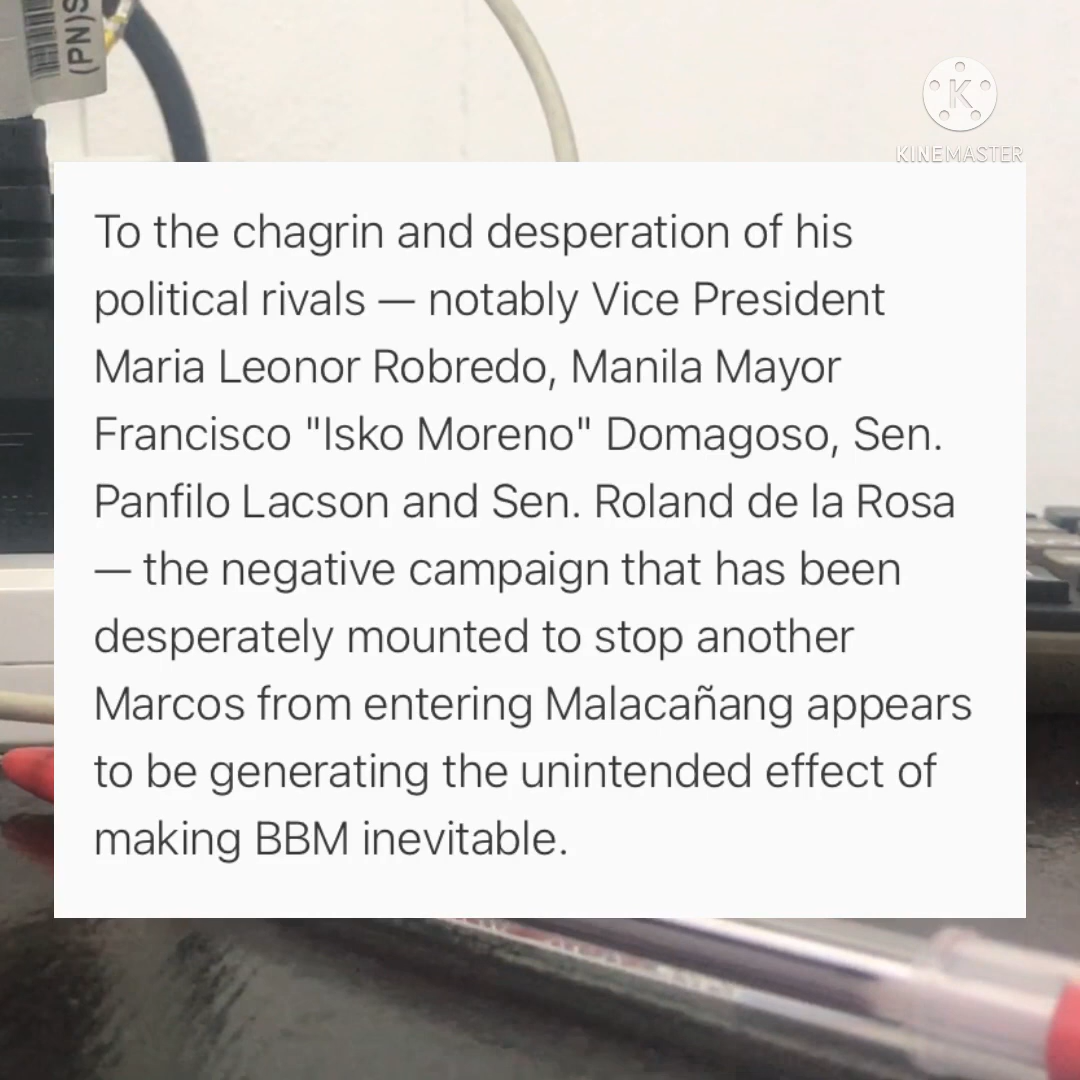 (PN)S
KINEMASTER
To the chagrin and desperation of his
political rivals — notably Vice President
Maria Leonor Robredo, Manila Mayor
Francisco "Isko Moreno" Domagoso, Sen.
Panfilo Lacson and Sen. Roland de la Rosa
— the negative campaign that has been
desperately mounted to stop another
Marcos from entering Malacañang appears
to be generating the unintended effect of
making BBM inevitable.